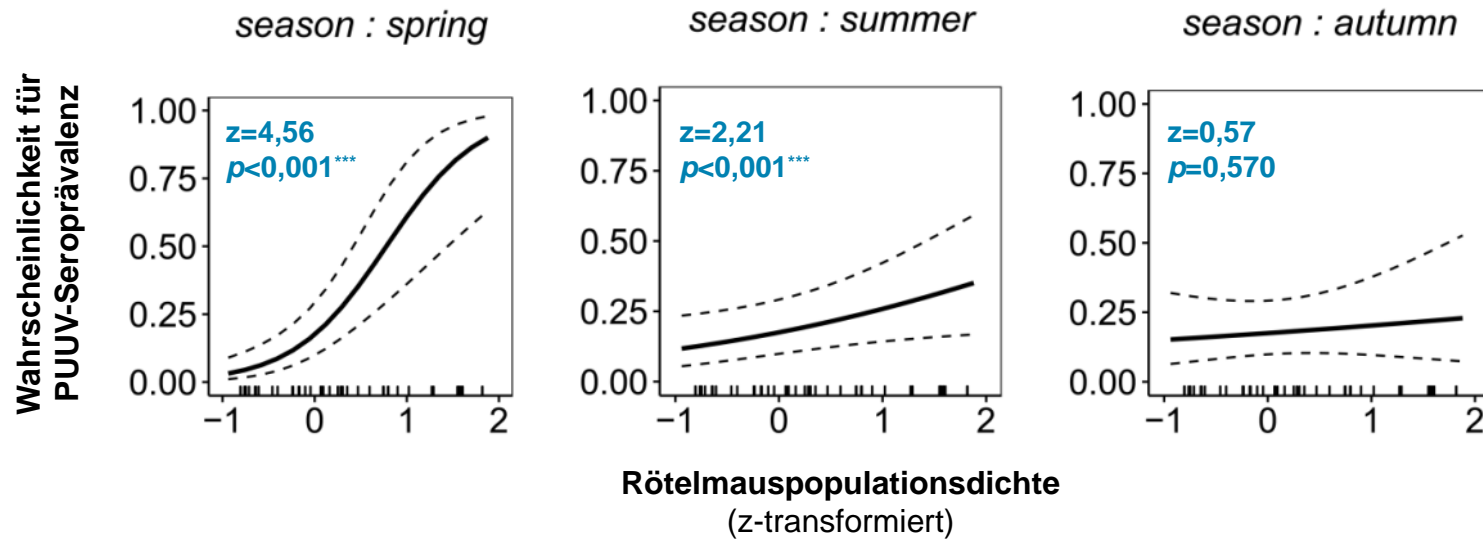 season : spring
season : summer
season : autumn
Wahrscheinlichkeit für
PUUV-Seroprävalenz
1.00
0.75
0.50
0.25
0.00
z=4,56
p<0,001***
−1 0 1 2
1.00
0.75
0.50
0.25
0.00
z=2,21
p<0,001***
−1 0 1 2
1.00
0.75
0.50
0.25
0.00
z=0,57
p=0,570
−1 0 1 2
Rötelmauspopulationsdichte
(z-transformiert)